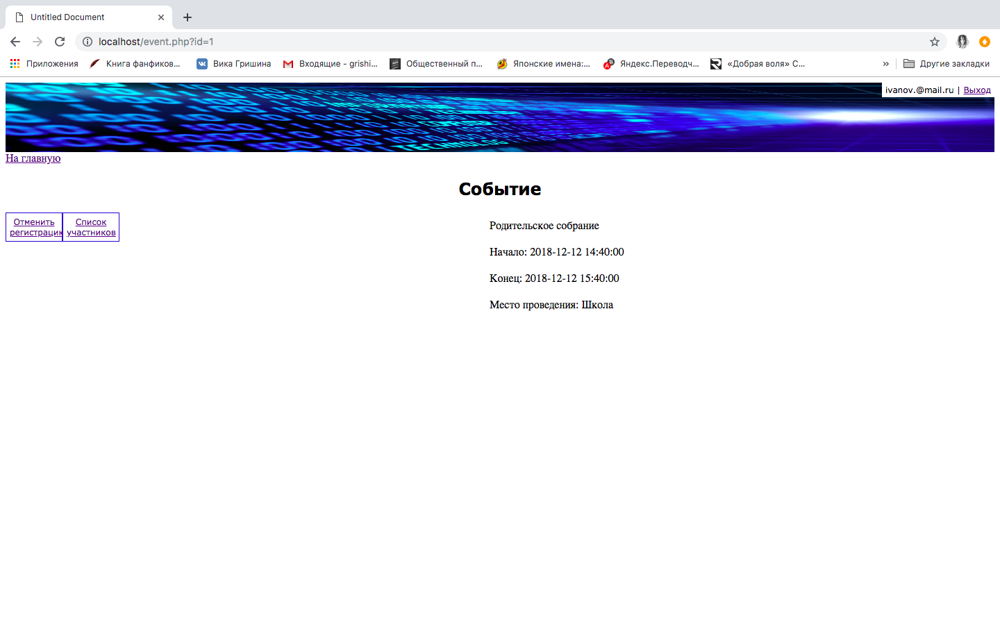 Untitled Document
localhost/event.php?id=1
Приложения
Книга фанфиков...
Вика Гришина
Входящие - grishi...
Общественный п...
Японские имена:...
Яндекс.Переводч...
«Добрая воля» С...
»
Другие закладки
ivanov.@mail.ru | Выход
TECHNOLOG
На главную
Событие
Отменить
регистрацию
Список
участников
Родительское собрание
Начало: 2018-12-12 14:40:00
Конец: 2018-12-12 15:40:00
Место проведения: Школа